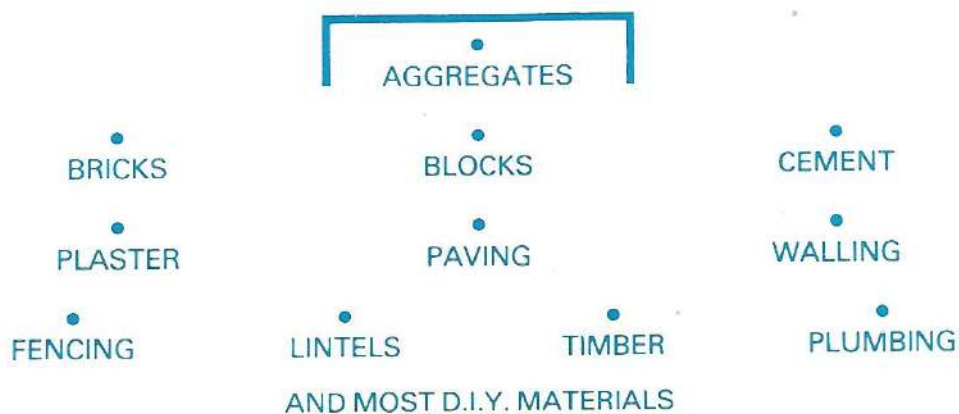 AGGREGATES
BRICKS BLOCKS CEMENT
PLASTER PAVING WALLING
FENCING LINTELS TIMBER PLUMBING
AND MOST D.I.Y. MATERIALS